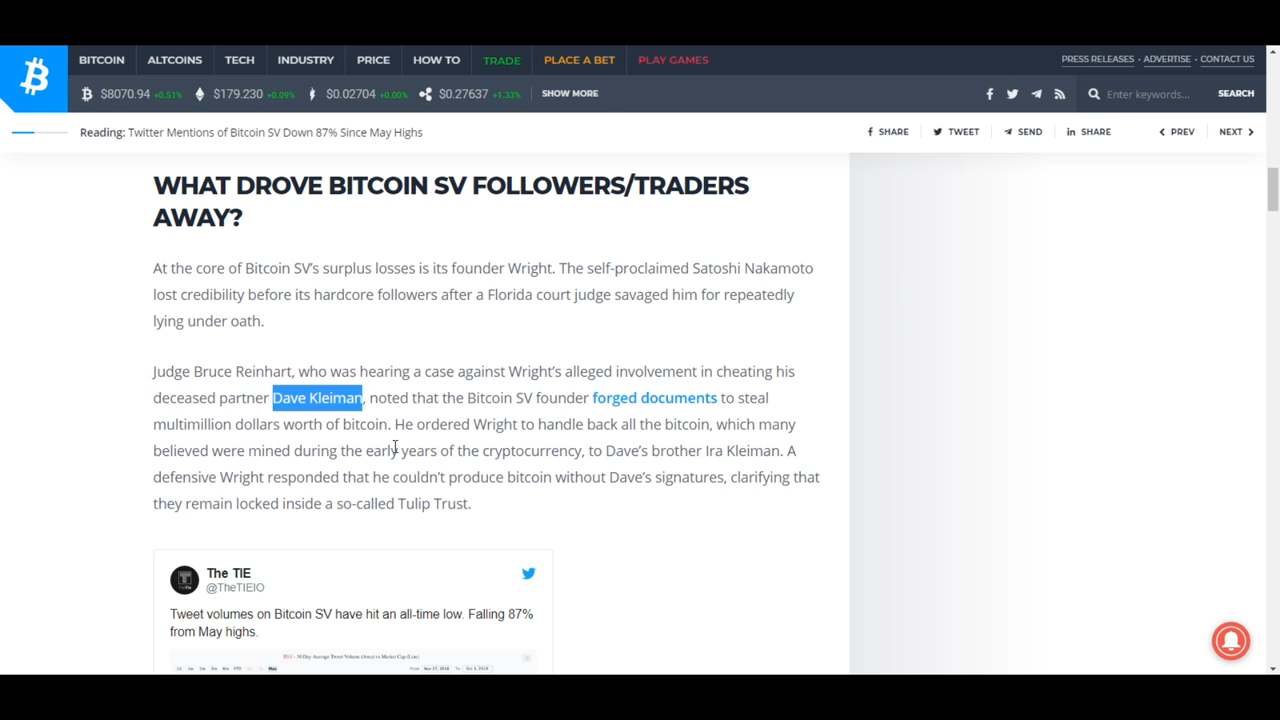 BITCOIN ALTCOINS TECH INDUSTRY PRICE HOW TO TRADE PLACE A BET PLAY GAMES PRESS RELEASES • ADVERTISE • CONTACT US
$8070.94 +0.51% $179.230 +0.09% $0.02704 +0.00% $0.27637 +1.33% SHOW MORE Enter keywords... SEARCH
Reading: Twitter Mentions of Bitcoin SV Down 87% Since May Highs SHARE TWEET SEND SHARE PREV NEXT
WHAT DROVE BITCOIN SV FOLLOWERS/TRADERS
AWAY?
At the core of Bitcoin SV’s surplus losses is its founder Wright. The self-proclaimed Satoshi Nakamoto
lost credibility before its hardcore followers after a Florida court judge savaged him for repeatedly
lying under oath.
Judge Bruce Reinhart, who was hearing a case against Wright’s alleged involvement in cheating his
deceased partner Dave Kleiman, noted that the Bitcoin SV founder forged documents to steal
multimillion dollars worth of bitcoin. He ordered Wright to handle back all the bitcoin, which many
believed were mined during the early years of the cryptocurrency, to Dave’s brother Ira Kleiman. A
defensive Wright responded that he couldn’t produce bitcoin without Dave’s signatures, clarifying that
they remain locked inside a so-called Tulip Trust.
The TIE
@TheTIEIO
Tweet volumes on Bitcoin SV have hit an all-time low. Falling 87%
from May highs.